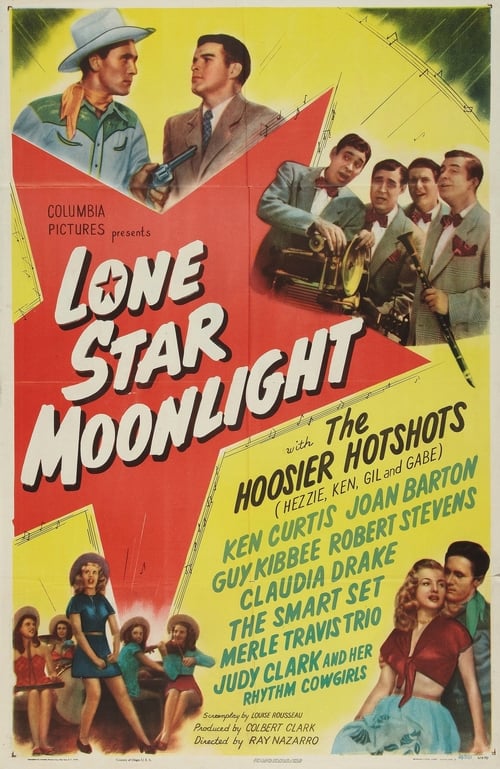 COLUMBIA
PICTURES presents
LONE
STAR
MOONLIGHT
with The
HOOSIER HOTSHOTS
(HEZZIE, KEN, GIL and GABE)
KEN CURTIS JOAN BARTON
GUY KIBBEE ROBERT STEVENS
CLAUDIA DRAKE
THE SMART SET
MERLE TRAVIS TRIO
JUDY CLARK AND HER
RHYTHM COWGIRLS
Screenplay by LOUISE ROUSSEAU
Produced by COLBERT CLARK
Directed by RAY NAZARRO